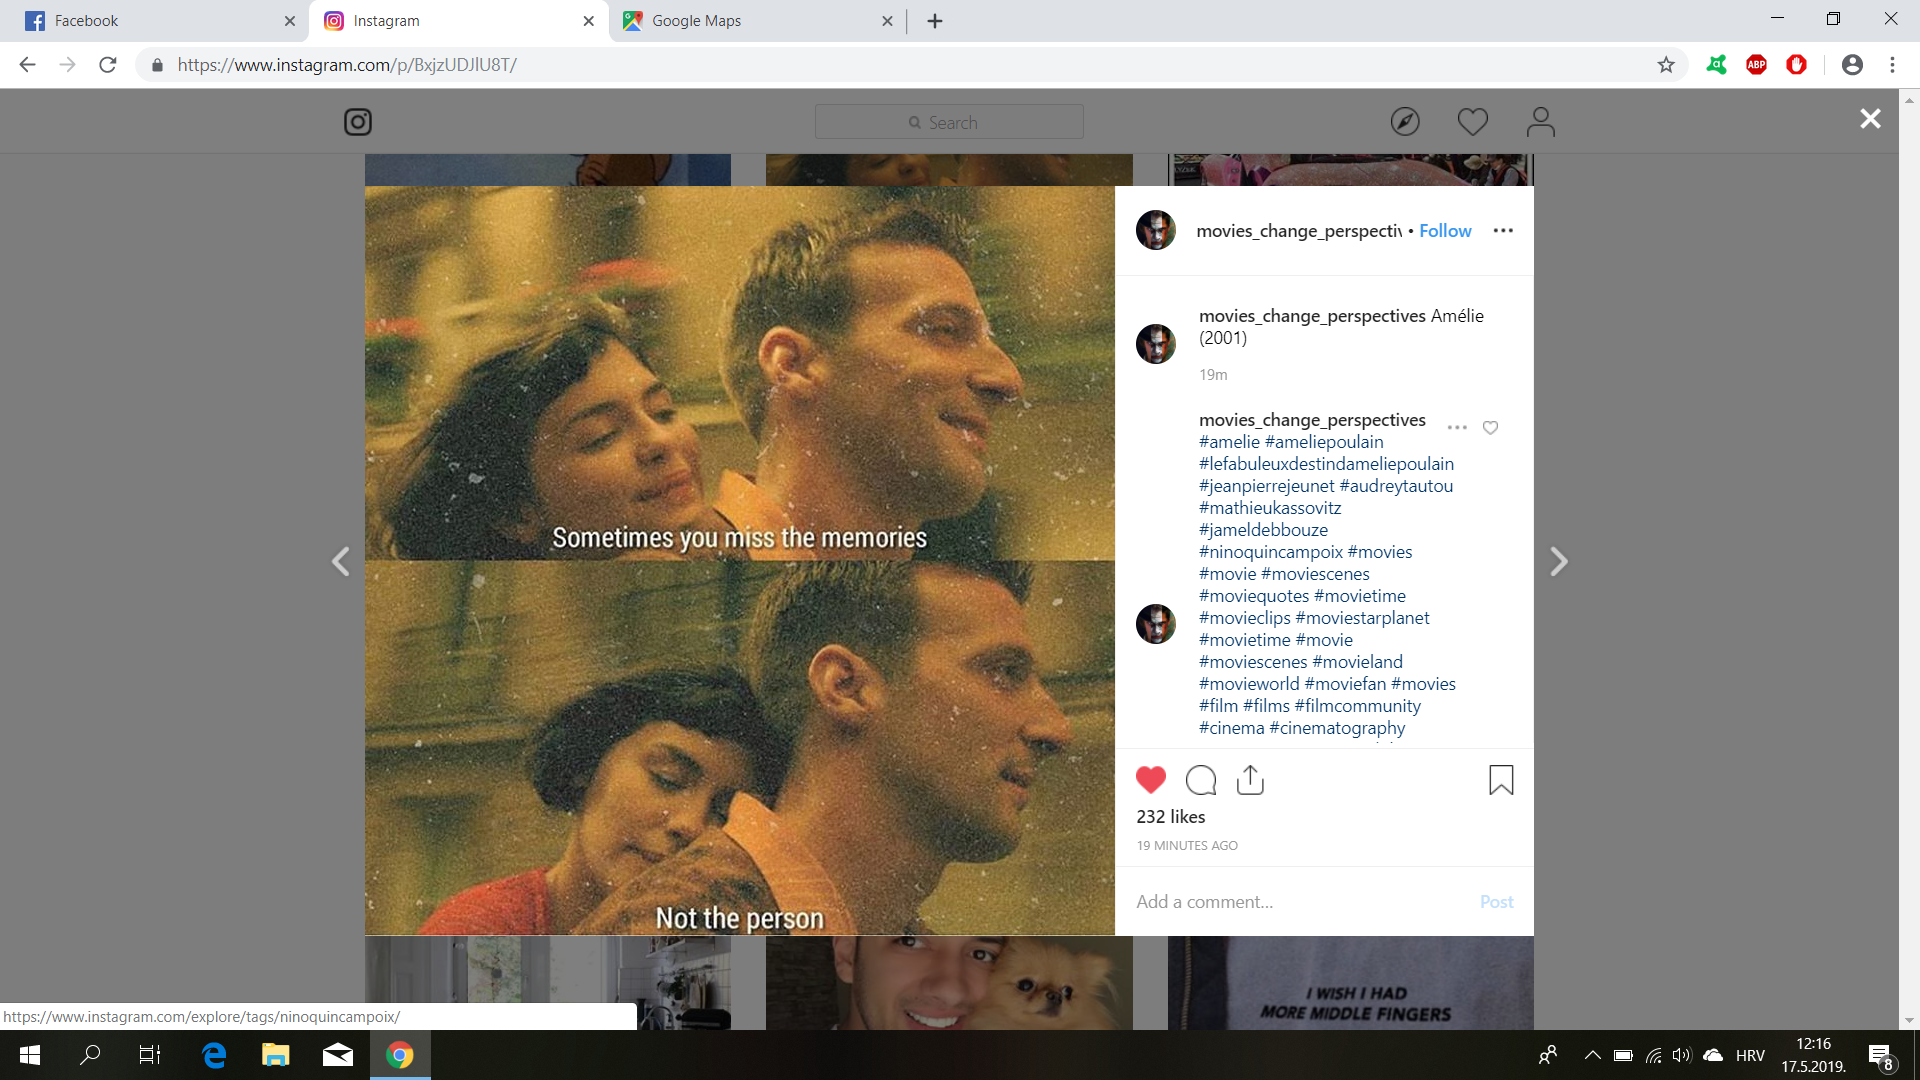 Facebook
Instagram
Google Maps
https://www.instagram.com/p/BxjzUDJlU8T/
ABP
Search
Sometimes you miss the memories
Not the person
movies_change_perspectiv • Follow
movies_change_perspectives Amélie
(2001)
19m
movies_change_perspectives
#amelie #ameliepoulain
#lefabuleuxdestindameliepoulain
#jeanpierrejeunet #audreytautou
#mathieukassovitz
#jameldebbouze
#ninoquincampoix #movies
#movie #moviescenes
#moviequotes #movietime
#movieclips #moviestarplanet
#movietime #movie
#moviescenes #movieland
#movieworld #moviefan #movies
#film #films #filmcommunity
#cinema #cinematography
232 likes
19 MINUTES AGO
Add a comment...
Post
I WISH I HAD
MORE MIDDLE FINGERS
https://www.instagram.com/explore/tags/ninoquincampoix/
HRV
12:16
17.5.2019.
8